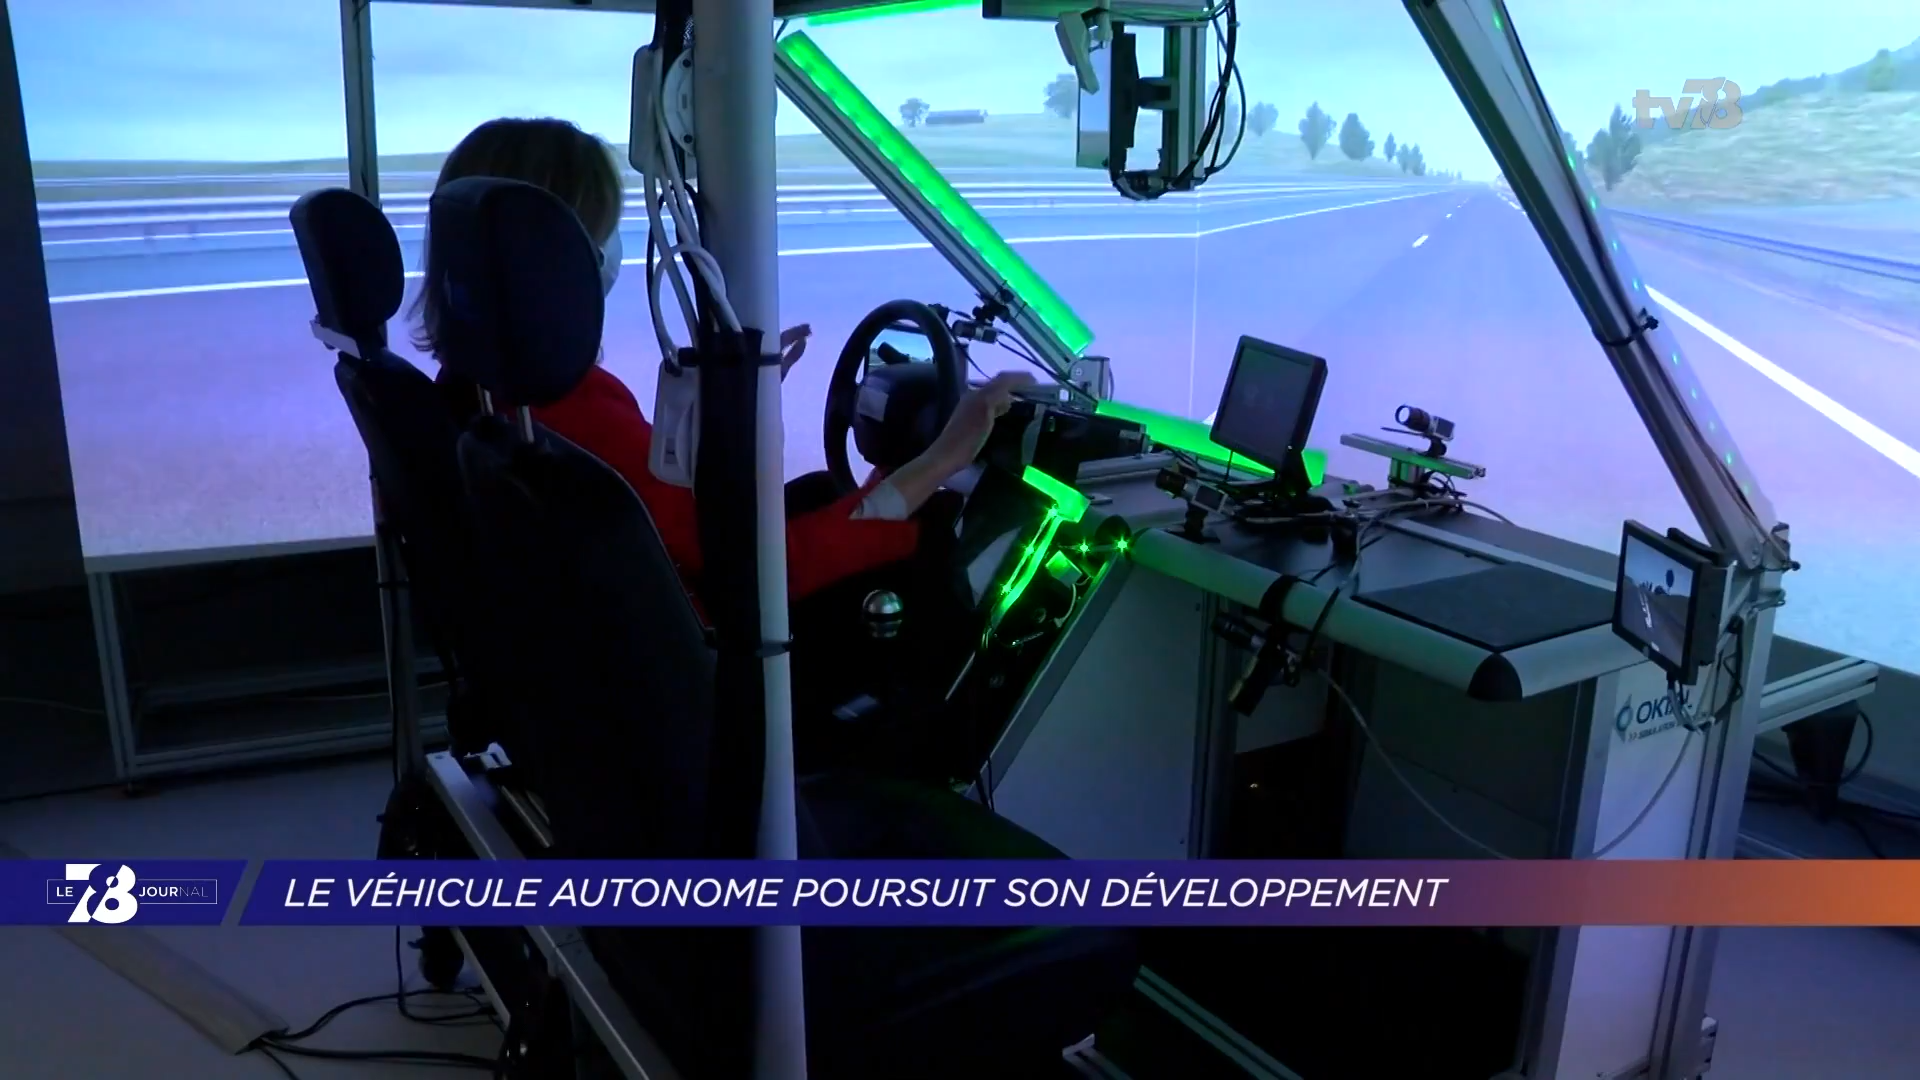 tv78
LE 78 JOURNAL
LE VÉHICULE AUTONOME POURSUIT SON DÉVELOPPEMENT